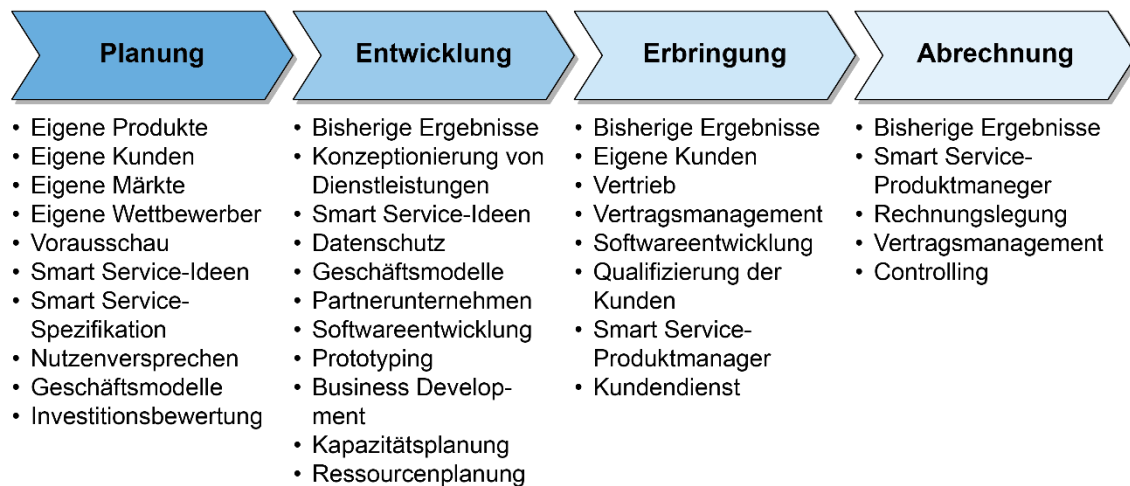 Planung
• Eigene Produkte
• Eigene Kunden
• Eigene Märkte
• Eigene Wettbewerber
• Vorausschau
• Smart Service-Ideen
• Smart Service-
Spezifikation
• Nutzenversprechen
• Geschäftsmodelle
• Investitionsbewertung
Entwicklung
• Bisherige Ergebnisse
• Konzeptionierung von
Dienstleistungen
• Smart Service-Ideen
• Datenschutz
• Geschäftsmodelle
• Partnerunternehmen
• Softwareentwicklung
• Prototyping
• Business Develop-
ment
• Kapazitätsplanung
• Ressourcenplanung
Erbringung
• Bisherige Ergebnisse
• Eigene Kunden
• Vertrieb
• Vertragsmanagement
• Softwareentwicklung
• Qualifizierung der
Kunden
• Smart Service-
Produktmanager
• Kundendienst
Abrechnung
• Bisherige Ergebnisse
• Smart Service-
Produktmaneger
• Rechnungslegung
• Vertragsmanagement
• Controlling